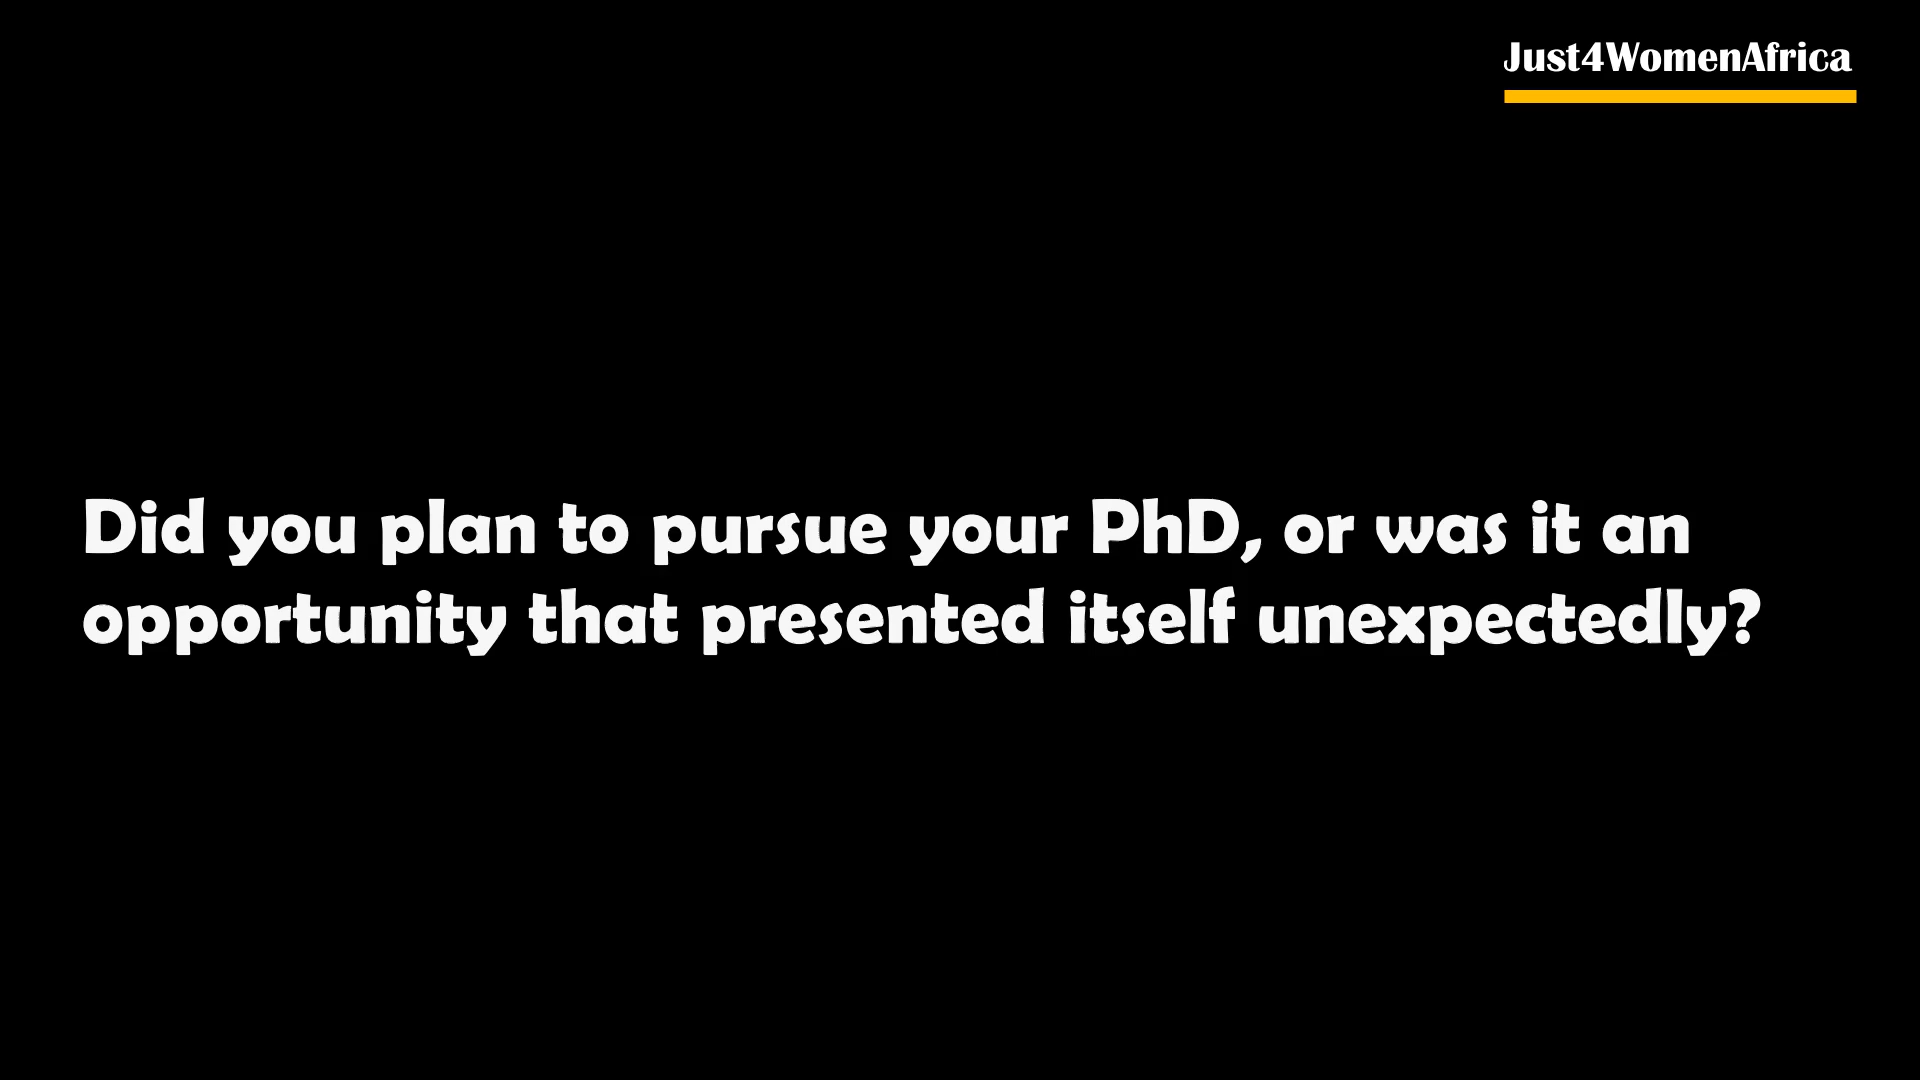 Just4WomenAfrica
Did you plan to pursue your PhD, or was it an
opportunity that presented itself unexpectedly?